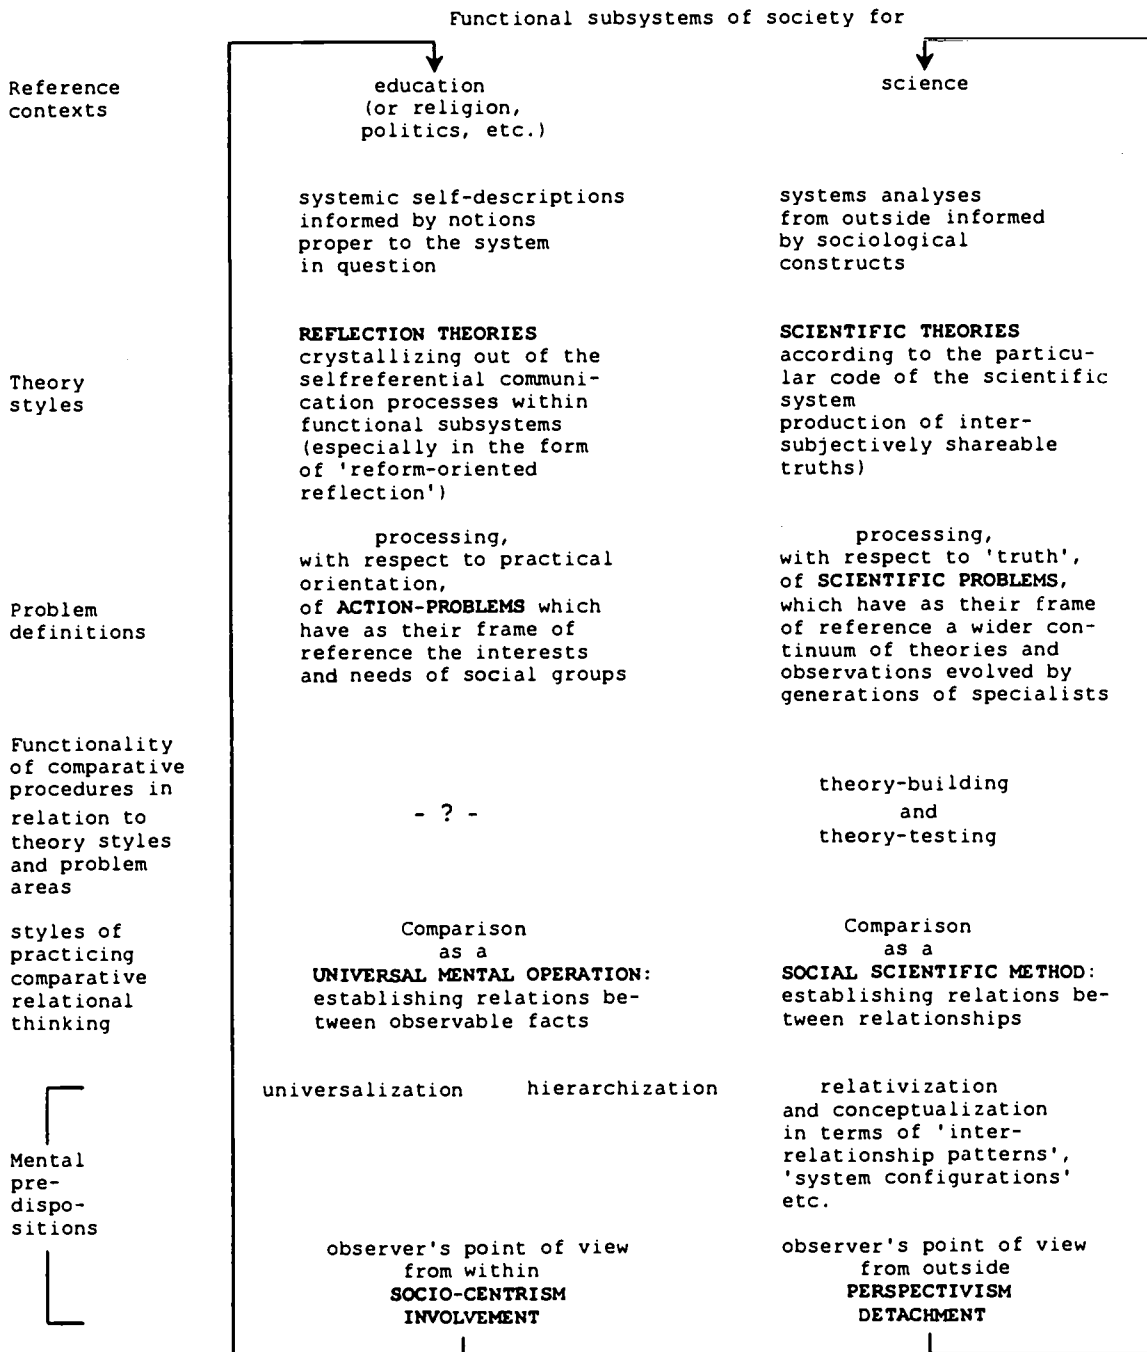 Functional subsystems of society for
Reference
contexts
education
(or religion,
politics, etc.)
science
systemic self-descriptions
informed by notions
proper to the system
in question
systems analyses
from outside informed
by sociological
constructs
Theory
styles
REFLECTION THEORIES
crystallizing out of the
selfreferential communi-
cation processes within
functional subsystems
(especially in the form
of 'reform-oriented
reflection')
SCIENTIFIC THEORIES
according to the particu-
lar code of the scientific
system
production of inter-
subjectively shareable
truths)
Problem
definitions
processing,
with respect to practical
orientation,
of ACTION-PROBLEMS which
have as their frame of
reference the interests
and needs of social groups
processing,
with respect to 'truth',
of SCIENTIFIC PROBLEMS,
which have as their frame
of reference a wider con-
tinuum of theories and
observations evolved by
generations of specialists
Functionality
of comparative
procedures in
relation to
theory styles
and problem
areas
- ? -
theory-building
and
theory-testing
styles of
practicing
comparative
relational
thinking
Comparison
as a
UNIVERSAL MENTAL OPERATION:
establishing relations be-
tween observable facts
Comparison
as a
SOCIAL SCIENTIFIC METHOD:
establishing relations be-
tween relationships
Mental
pre-
dispo-
sitions
universalization hierarchization
relativization
and conceptualization
in terms of 'inter-
relationship patterns',
'system configurations'
etc.
observer's point of view
from within
SOCIO-CENTRISM
INVOLVEMENT
observer's point of view
from outside
PERSPECTIVISM
DETACHMENT